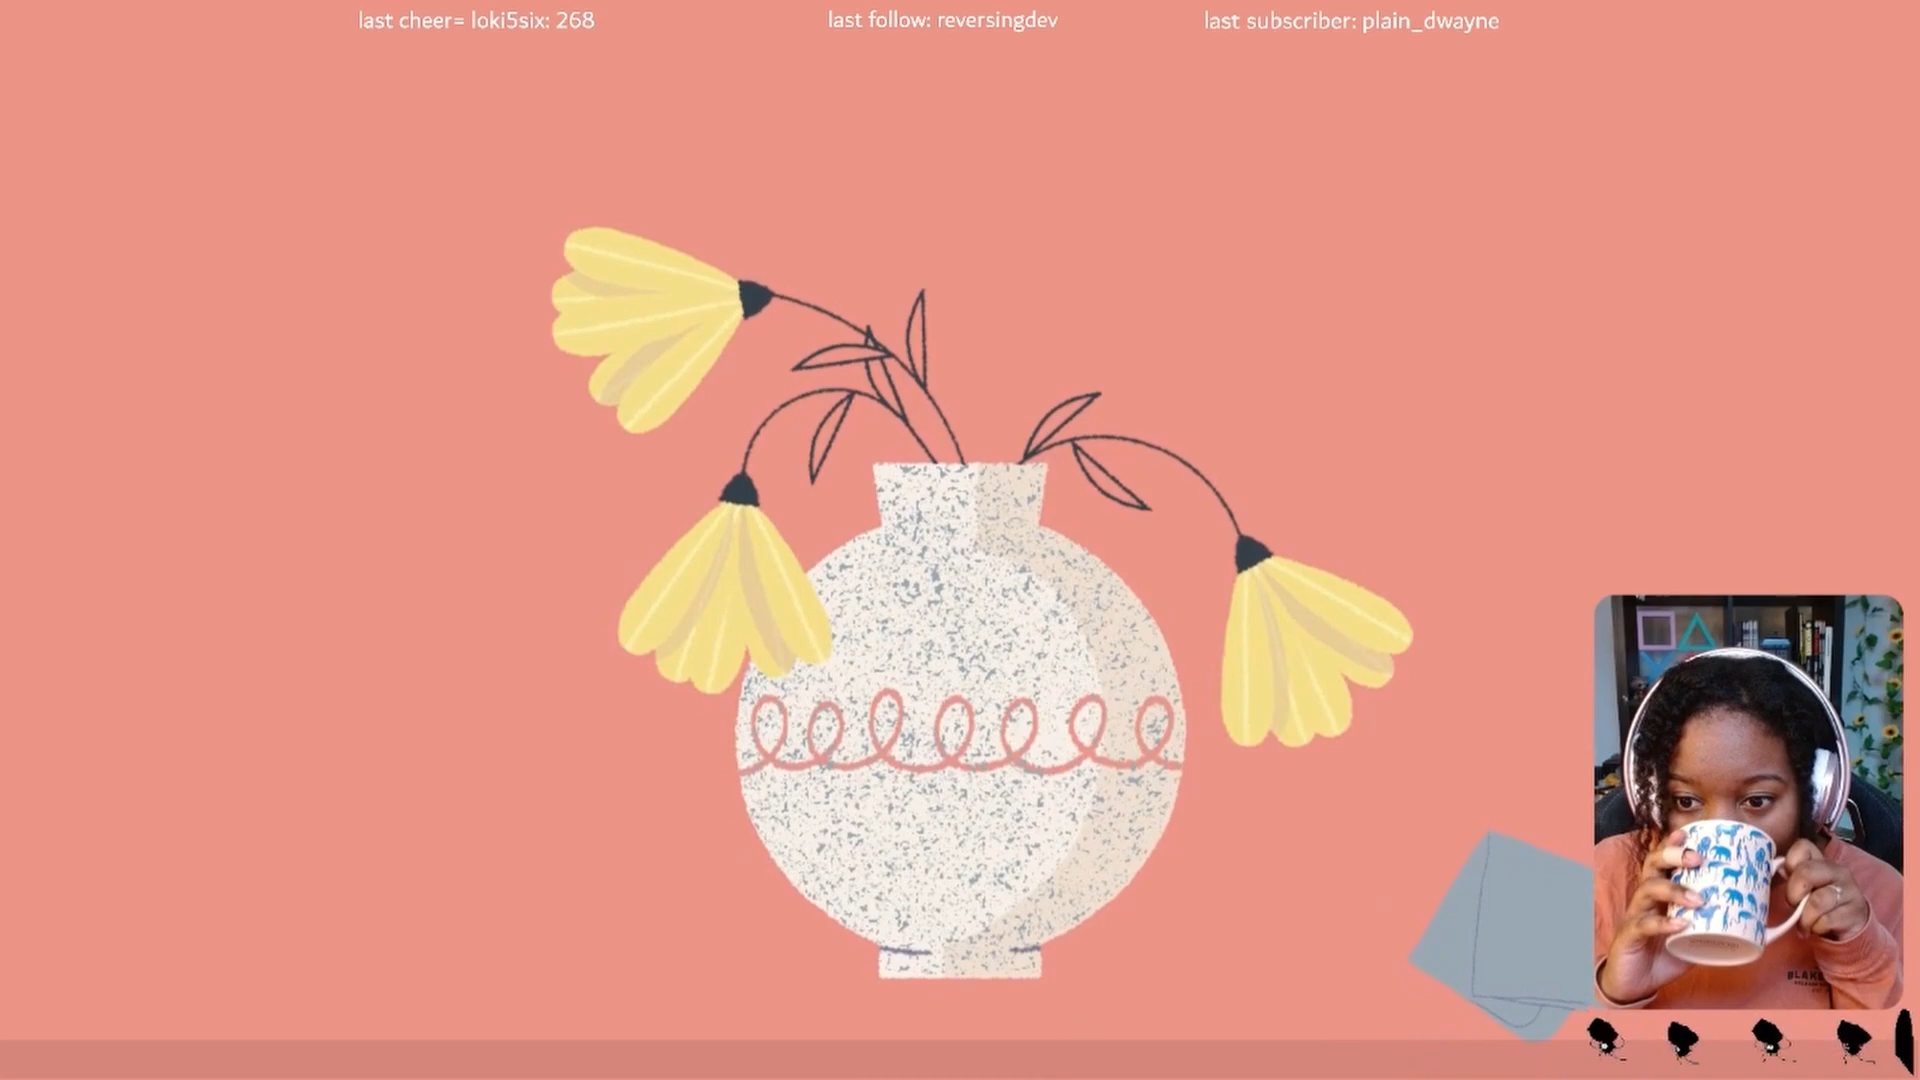 last cheer= loki5six: 268
last follow: reversingdev
last subscriber: plain_dwayne